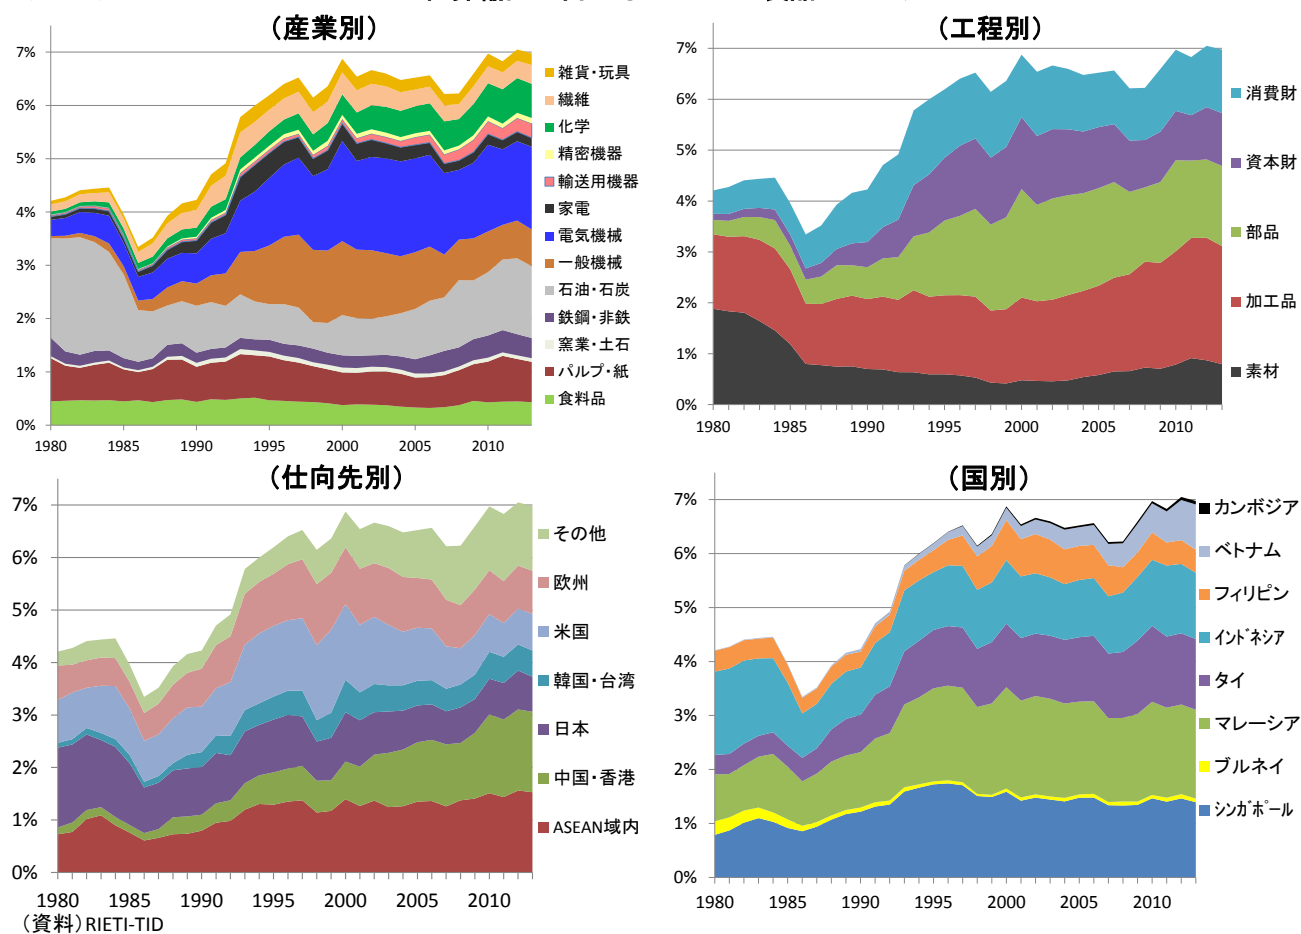 （産業別）
7%
6%
5%
4%
3%
2%
1%
0%
1980 1985 1990 1995 2000 2005 2010
雑貨・玩具
繊維
化学
精密機器
輸送用機器
家電
電気機械
一般機械
石油・石炭
鉄鋼・非鉄
窯業・土石
パルプ・紙
食料品
（工程別）
7%
6%
5%
4%
3%
2%
1%
0%
1980 1985 1990 1995 2000 2005 2010
消費財
資本財
部品
加工品
素材
（仕向先別）
7%
6%
5%
4%
3%
2%
1%
0%
1980 1985 1990 1995 2000 2005 2010
その他
欧州
米国
韓国・台湾
日本
中国・香港
ASEAN域内
（国別）
7%
6%
5%
4%
3%
2%
1%
0%
1980 1985 1990 1995 2000 2005 2010
カンボジア
ベトナム
フィリピン
インドネシア
タイ
マレーシア
ブルネイ
シンガポール
（資料）RIETI-TID